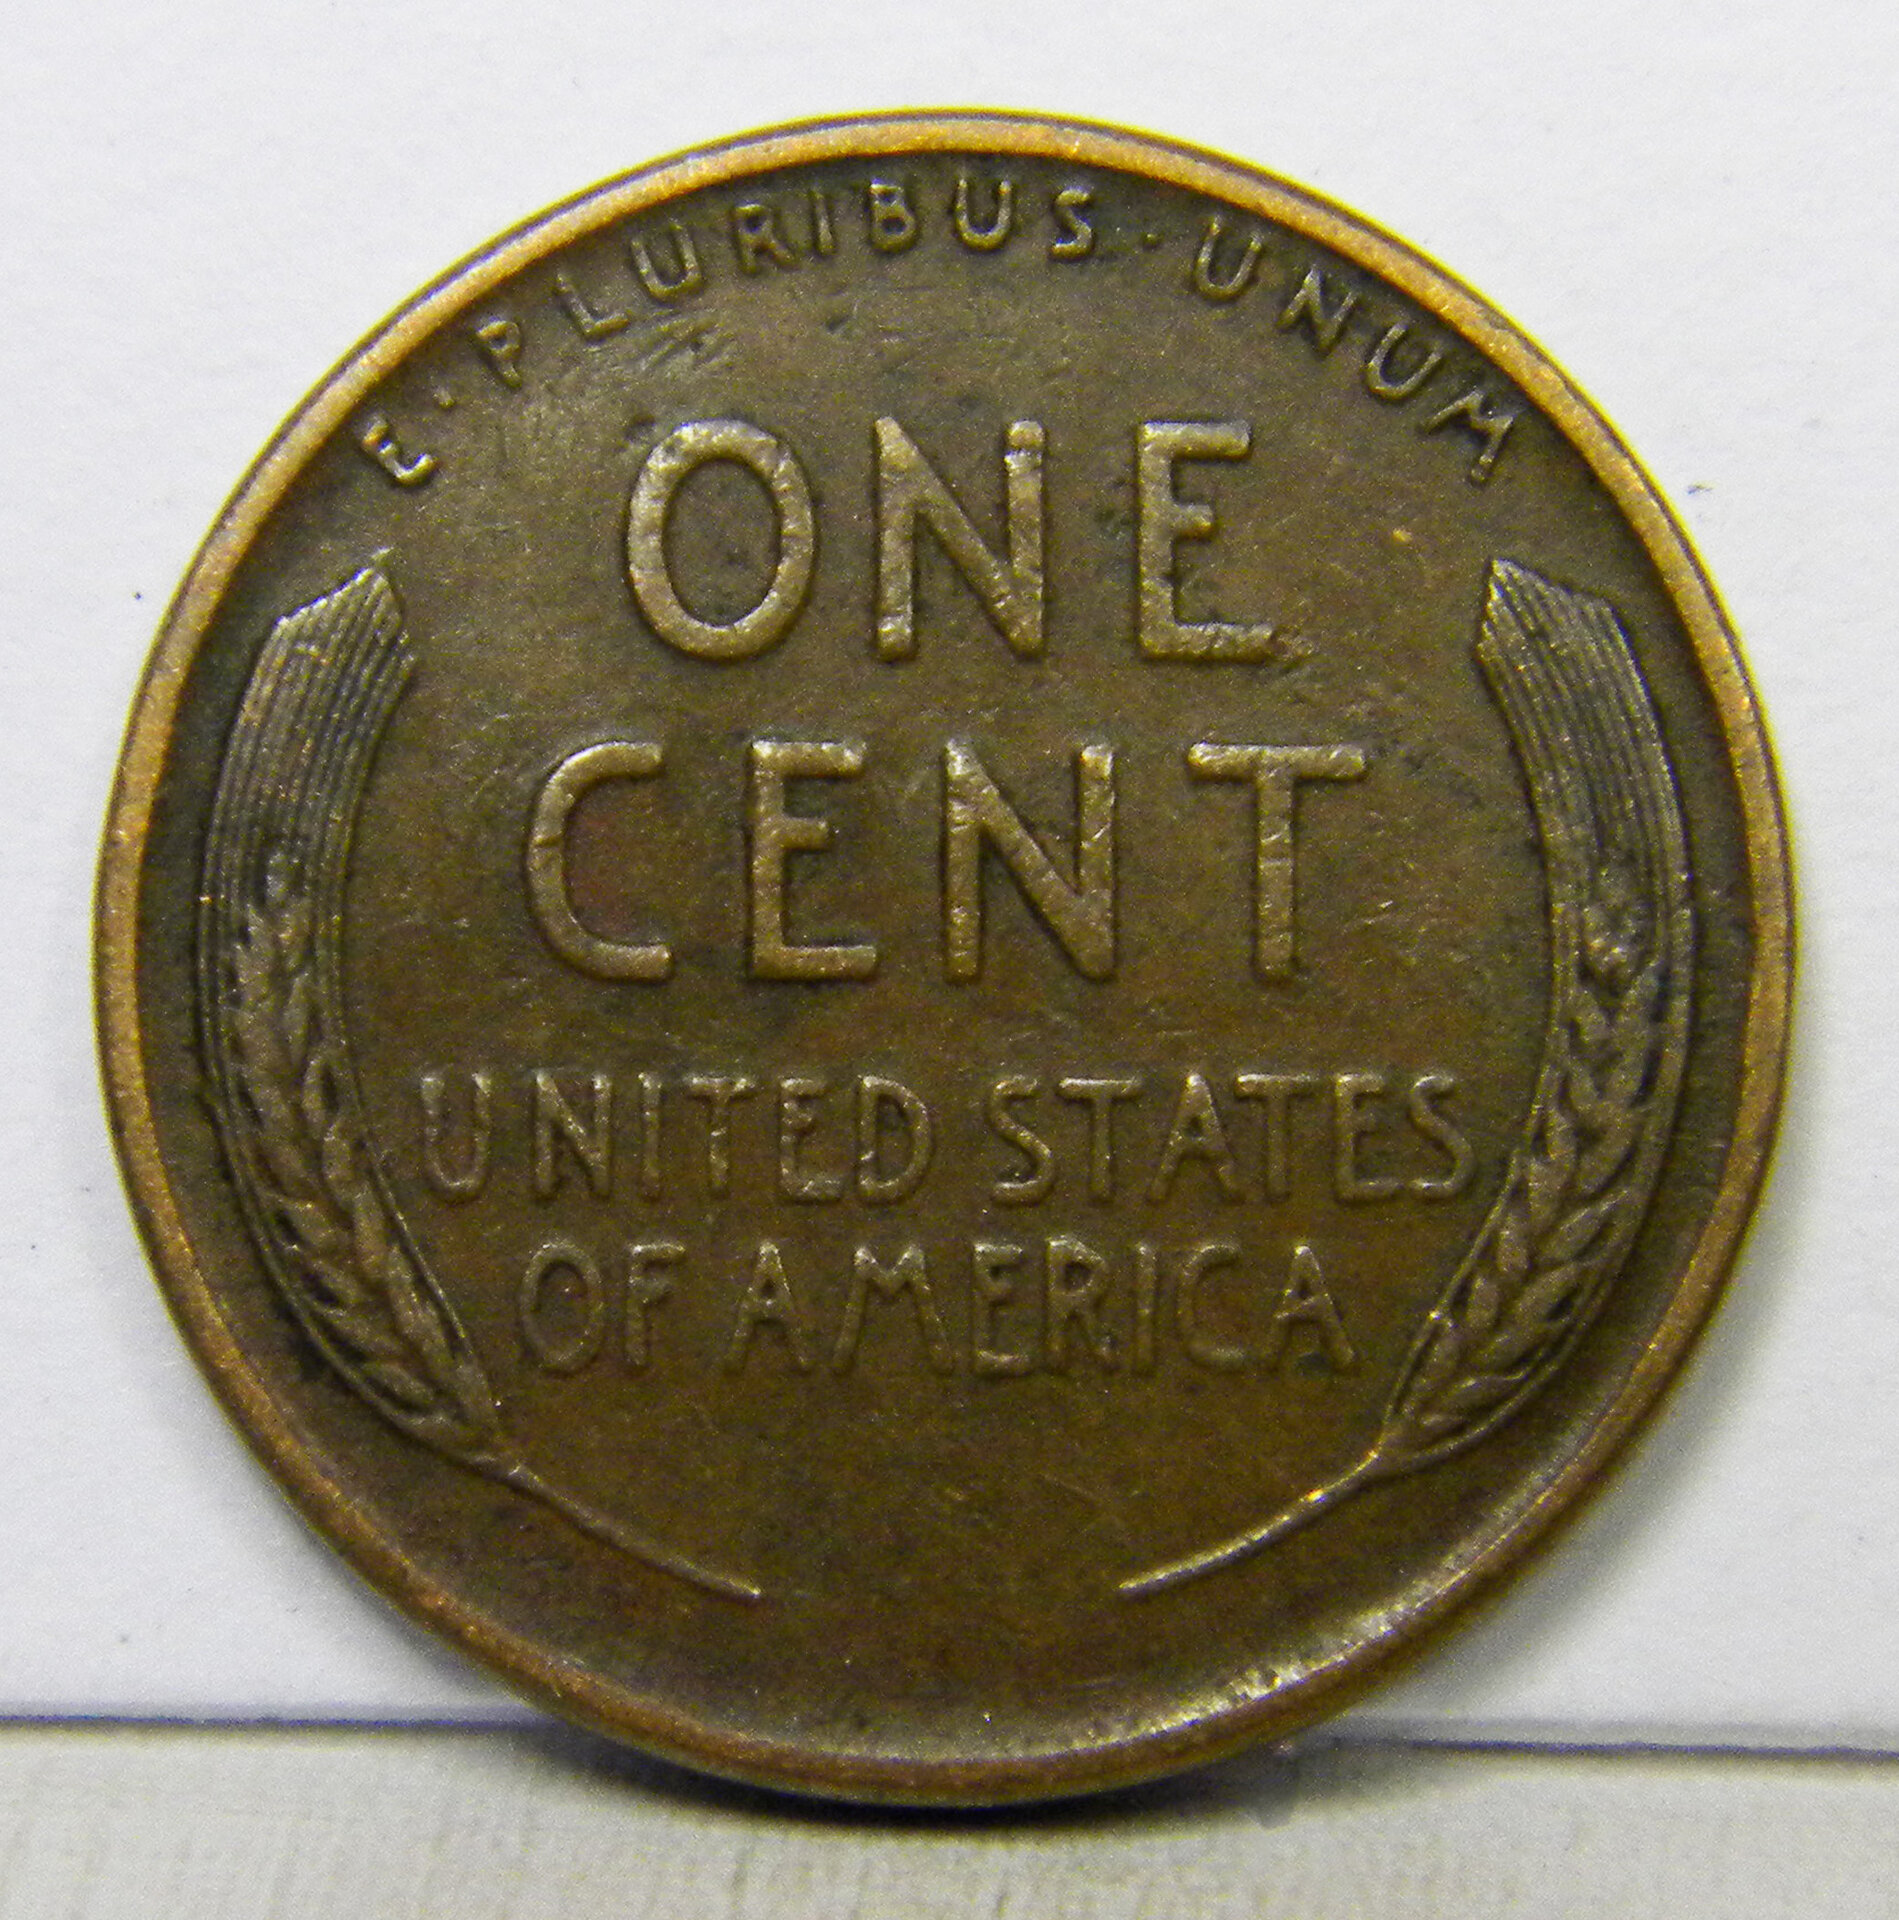 E · PLURIBUS · UNUM
ONE
CENT
UNITED STATES
OF AMERICA